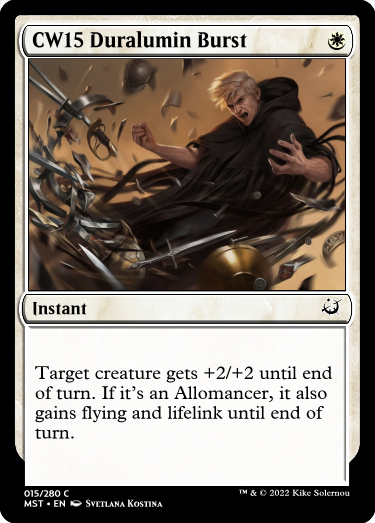 CW15 Duralumin Burst
Instant
Target creature gets +2/+2 until end
of turn. If it's an Allomancer, it also
gains flying and lifelink until end of
turn.
015/280 C
MST • EN Svetlana Kostina
™ & © 2022 Kike Solernou